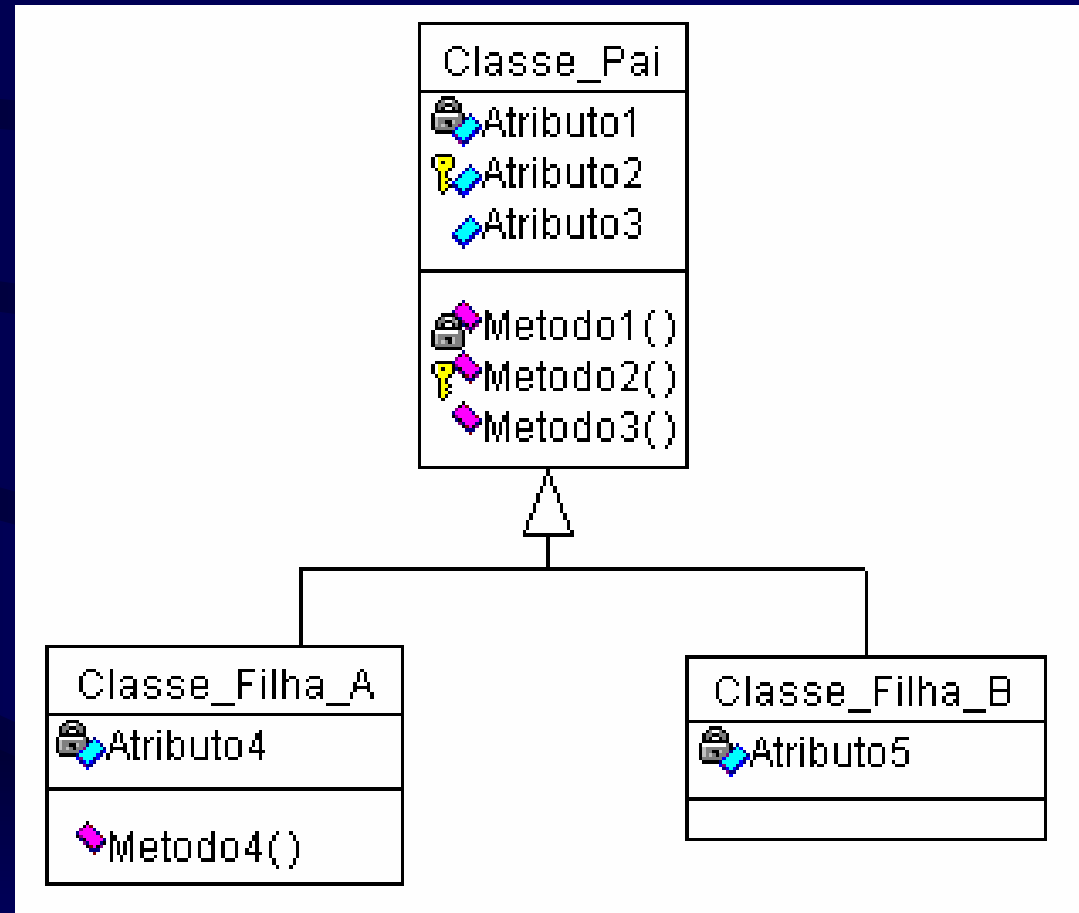 Classe_Pai
Atributo1
Atributo2
Atributo3
Metodo1()
Metodo2()
Metodo3()
Classe_Filha_A
Atributo4
Metodo4()
Classe_Filha_B
Atributo5